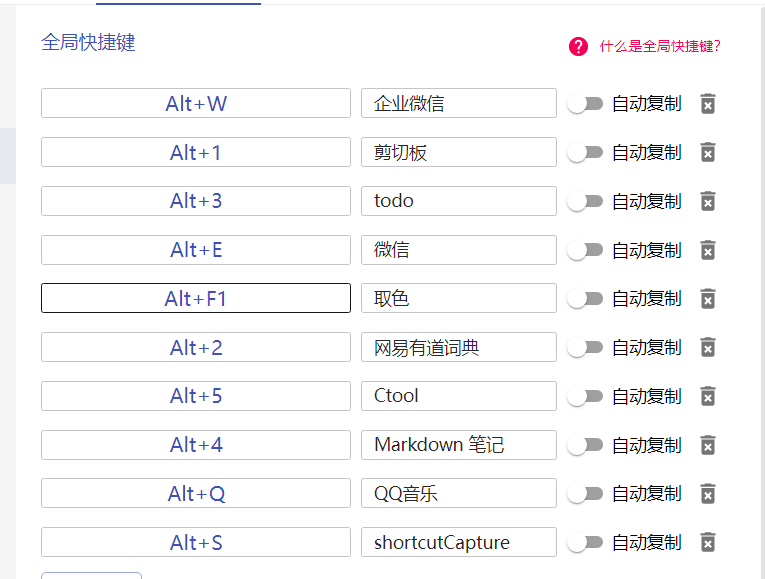 全局快捷键
什么是全局快捷键?
Alt+W 企业微信 自动复制
Alt+1 剪切板 自动复制
Alt+3 todo 自动复制
Alt+E 微信 自动复制
Alt+F1 取色 自动复制
Alt+2 网易有道词典 自动复制
Alt+5 Ctool 自动复制
Alt+4 Markdown 笔记 自动复制
Alt+Q QQ音乐 自动复制
Alt+S shortcutCapture 自动复制